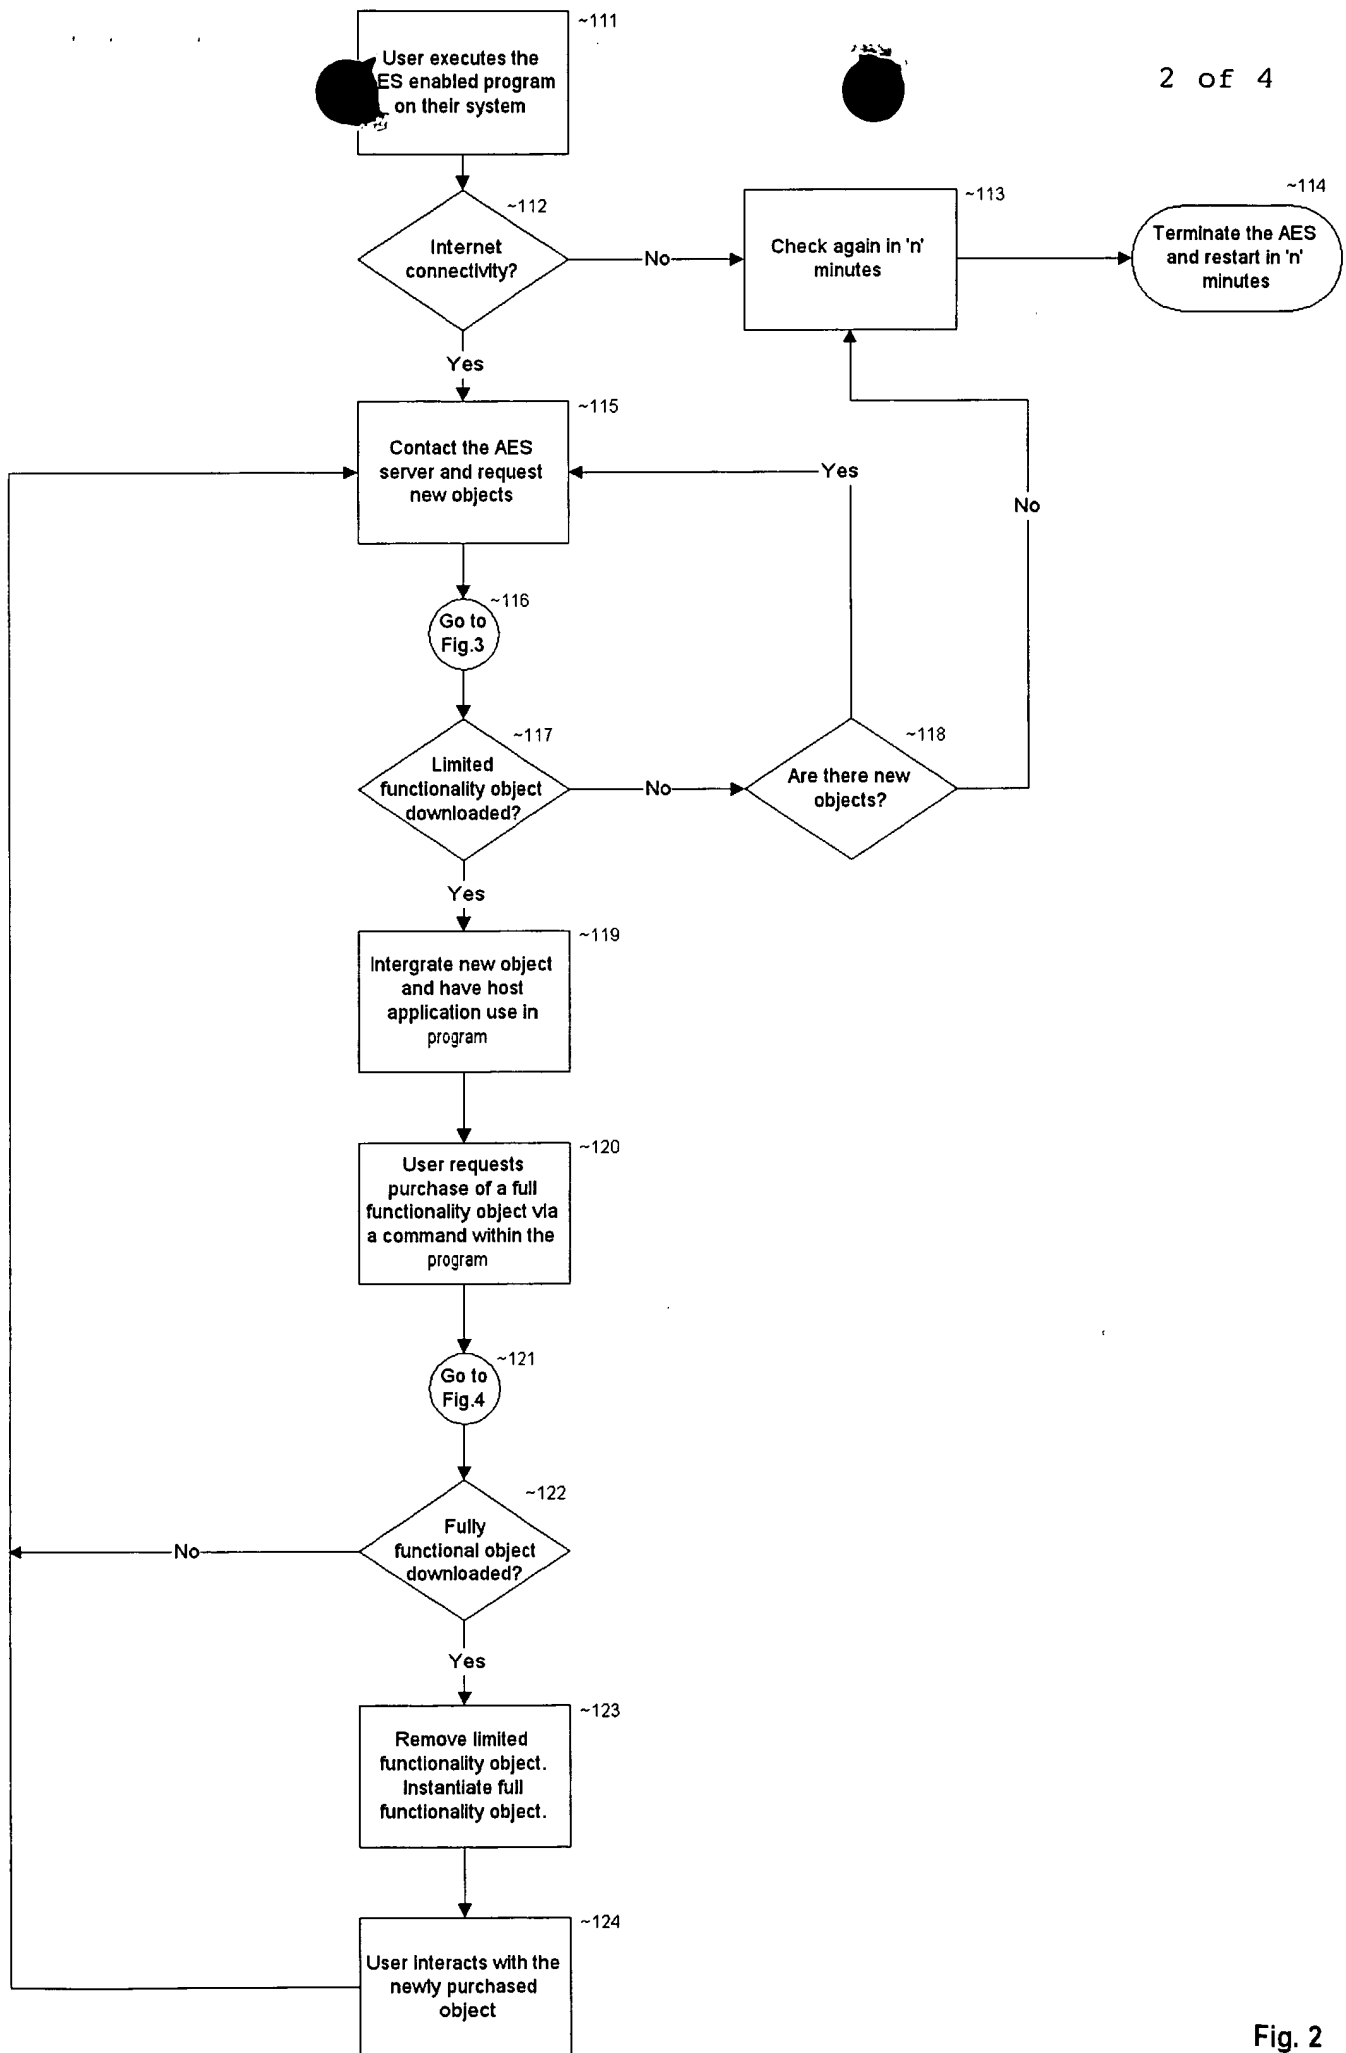 ~111
User executes the
ES enabled program
on their system
2 of 4
~112
Internet
connectivity?
No
~113
Check again in 'n'
minutes
~114
Terminate the AES
and restart in 'n'
minutes
Yes
~115
Contact the AES
server and request
new objects
Yes
No
~116
Go to
Fig.3
~117
Limited
functionality object
downloaded?
No
~118
Are there new
objects?
Yes
~119
Intergrate new object
and have host
application use in
program
~120
User requests
purchase of a full
functionality object via
a command within the
program
~121
Go to
Fig.4
~122
Fully
functional object
downloaded?
No
Yes
~123
Remove limited
functionality object.
Instantiate full
functionality object.
~124
User interacts with the
newly purchased
object
Fig. 2